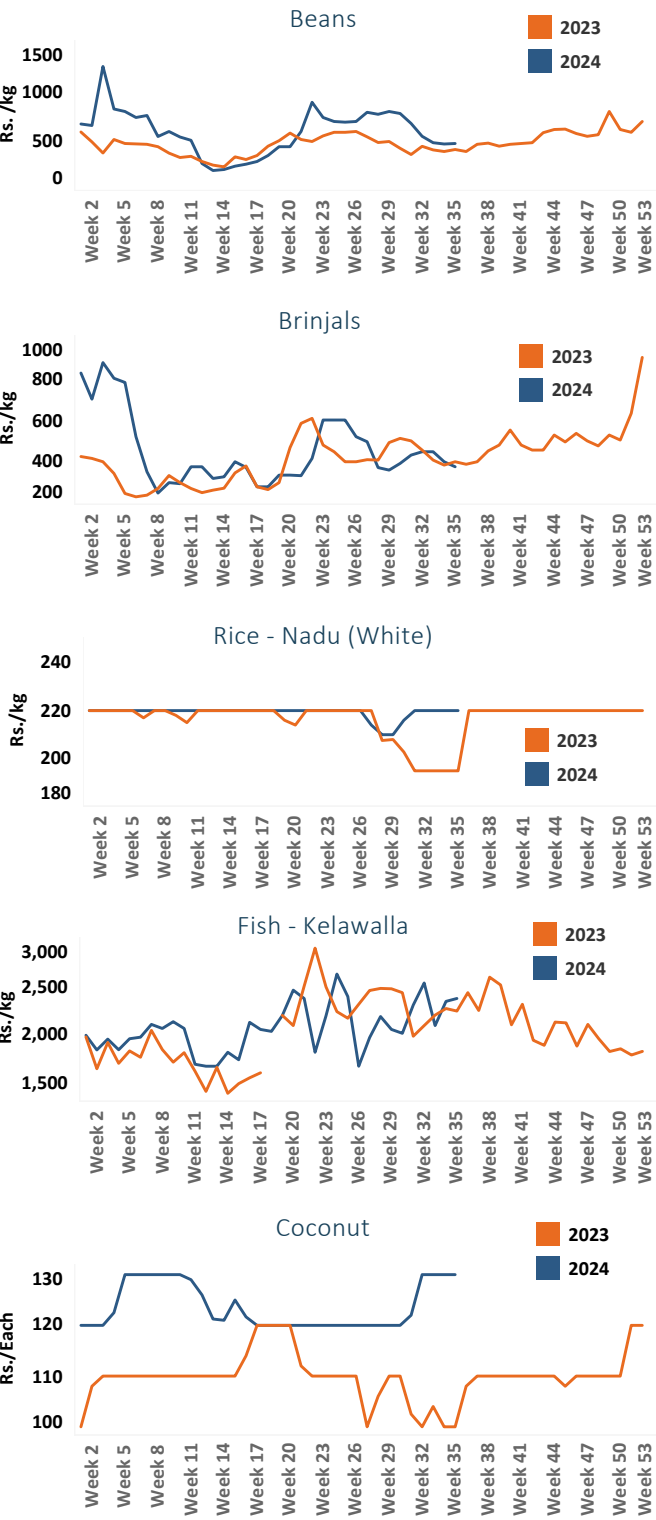 Beans
2023
2024
Rs. /kg
1500
1000
500
0
Week 2
Week 5
Week 8
Week 11
Week 14
Week 17
Week 20
Week 23
Week 26
Week 29
Week 32
Week 35
Week 38
Week 41
Week 44
Week 47
Week 50
Week 53
Brinjals
2023
2024
Rs./kg
1000
800
600
400
200
Week 2
Week 5
Week 8
Week 11
Week 14
Week 17
Week 20
Week 23
Week 26
Week 29
Week 32
Week 35
Week 38
Week 41
Week 44
Week 47
Week 50
Week 53
Rice - Nadu (White)
Rs./kg
240
220
200
180
2023
2024
Week 2
Week 5
Week 8
Week 11
Week 14
Week 17
Week 20
Week 23
Week 26
Week 29
Week 32
Week 35
Week 38
Week 41
Week 44
Week 47
Week 50
Week 53
Fish - Kelawalla
2023
2024
Rs./kg
3,000
2,500
2,000
1,500
Week 2
Week 5
Week 8
Week 11
Week 14
Week 17
Week 20
Week 23
Week 26
Week 29
Week 32
Week 35
Week 38
Week 41
Week 44
Week 47
Week 50
Week 53
Coconut
2023
2024
Rs./Each
130
120
110
100
Week 2
Week 5
Week 8
Week 11
Week 14
Week 17
Week 20
Week 23
Week 26
Week 29
Week 32
Week 35
Week 38
Week 41
Week 44
Week 47
Week 50
Week 53